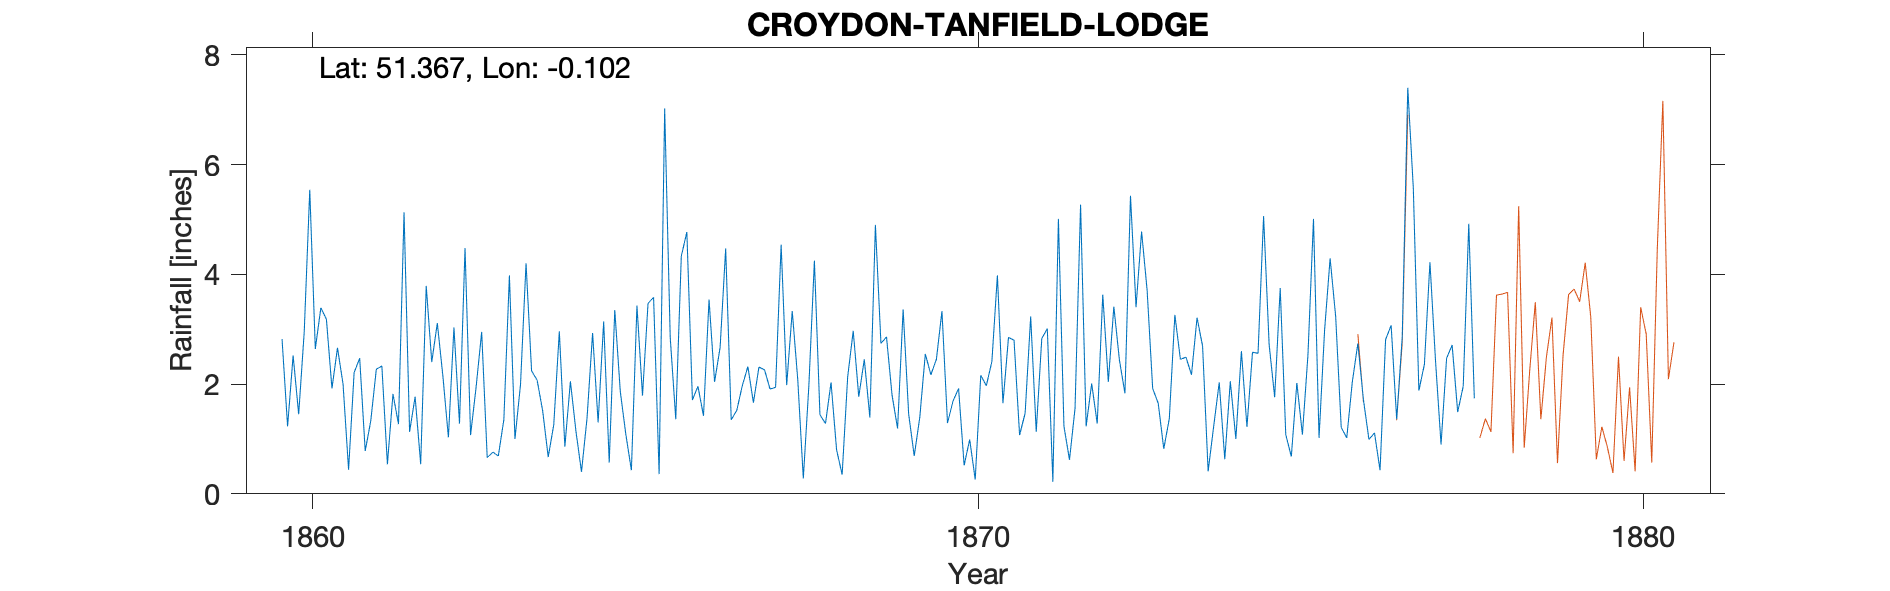 CROYDON-TANFIELD-LODGE
Lat: 51.367, Lon: -0.102
8
6
4
2
0
Rainfall [inches]
1860 1870 1880
Year